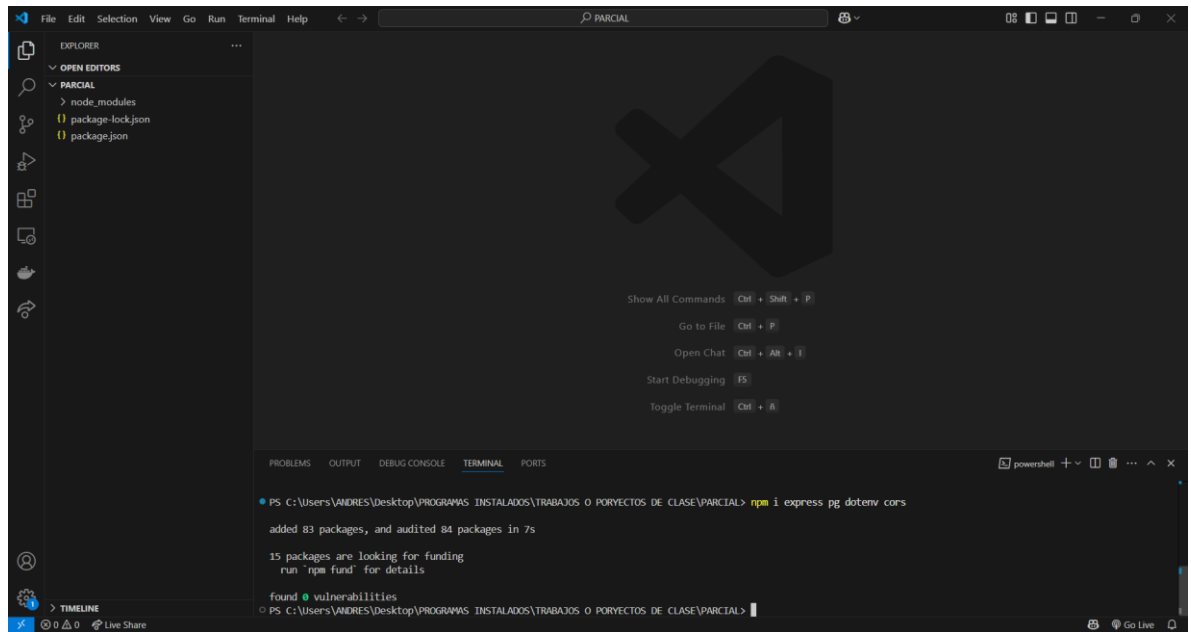 File Edit Selection View Go Run Terminal Help
PARCIAL
EXPLORER
OPEN EDITORS
PARCIAL
node_modules
{} package-lock.json
{} package.json
Show All Commands Ctrl + Shift + P
Go to File Ctrl + P
Open Chat Ctrl + Alt + I
Start Debugging F5
Toggle Terminal Ctrl + ñ
PROBLEMS OUTPUT DEBUG CONSOLE TERMINAL PORTS
powershell
PS C:\Users\ANDRES\Desktop\PROGRAMAS INSTALADOS\TRABAJOS O PORYECTOS DE CLASE\PARCIAL> npm i express pg dotenv cors
added 83 packages, and audited 84 packages in 7s
15 packages are looking for funding
run `npm fund` for details
found 0 vulnerabilities
PS C:\Users\ANDRES\Desktop\PROGRAMAS INSTALADOS\TRABAJOS O PORYECTOS DE CLASE\PARCIAL>
TIMELINE
1
0 0 Live Share
Go Live